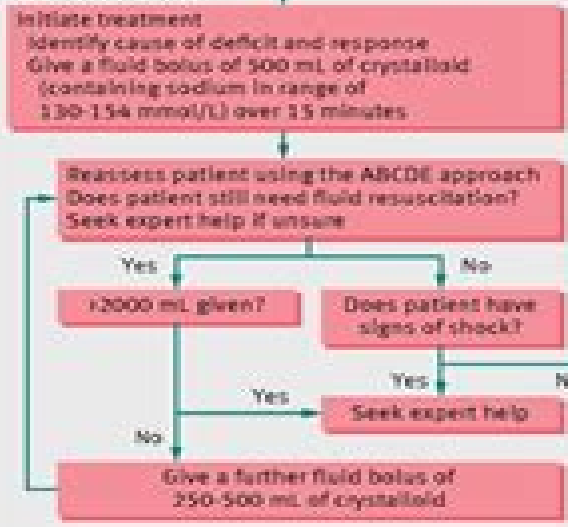 Initiate treatment
Identify cause of deficit and response
Give a fluid bolus of 500 mL of crystalloid
(containing sodium in range of
130-154 mmol/L) over 15 minutes
Reassess patient using the ABCDE approach
Does patient still need fluid resuscitation?
Seek expert help if unsure
Yes
No
2000 mL given?
Does patient have
signs of shock?
Yes
N
Yes
Seek expert help
No
Give a further fluid bolus of
250-500 mL of crystalloid